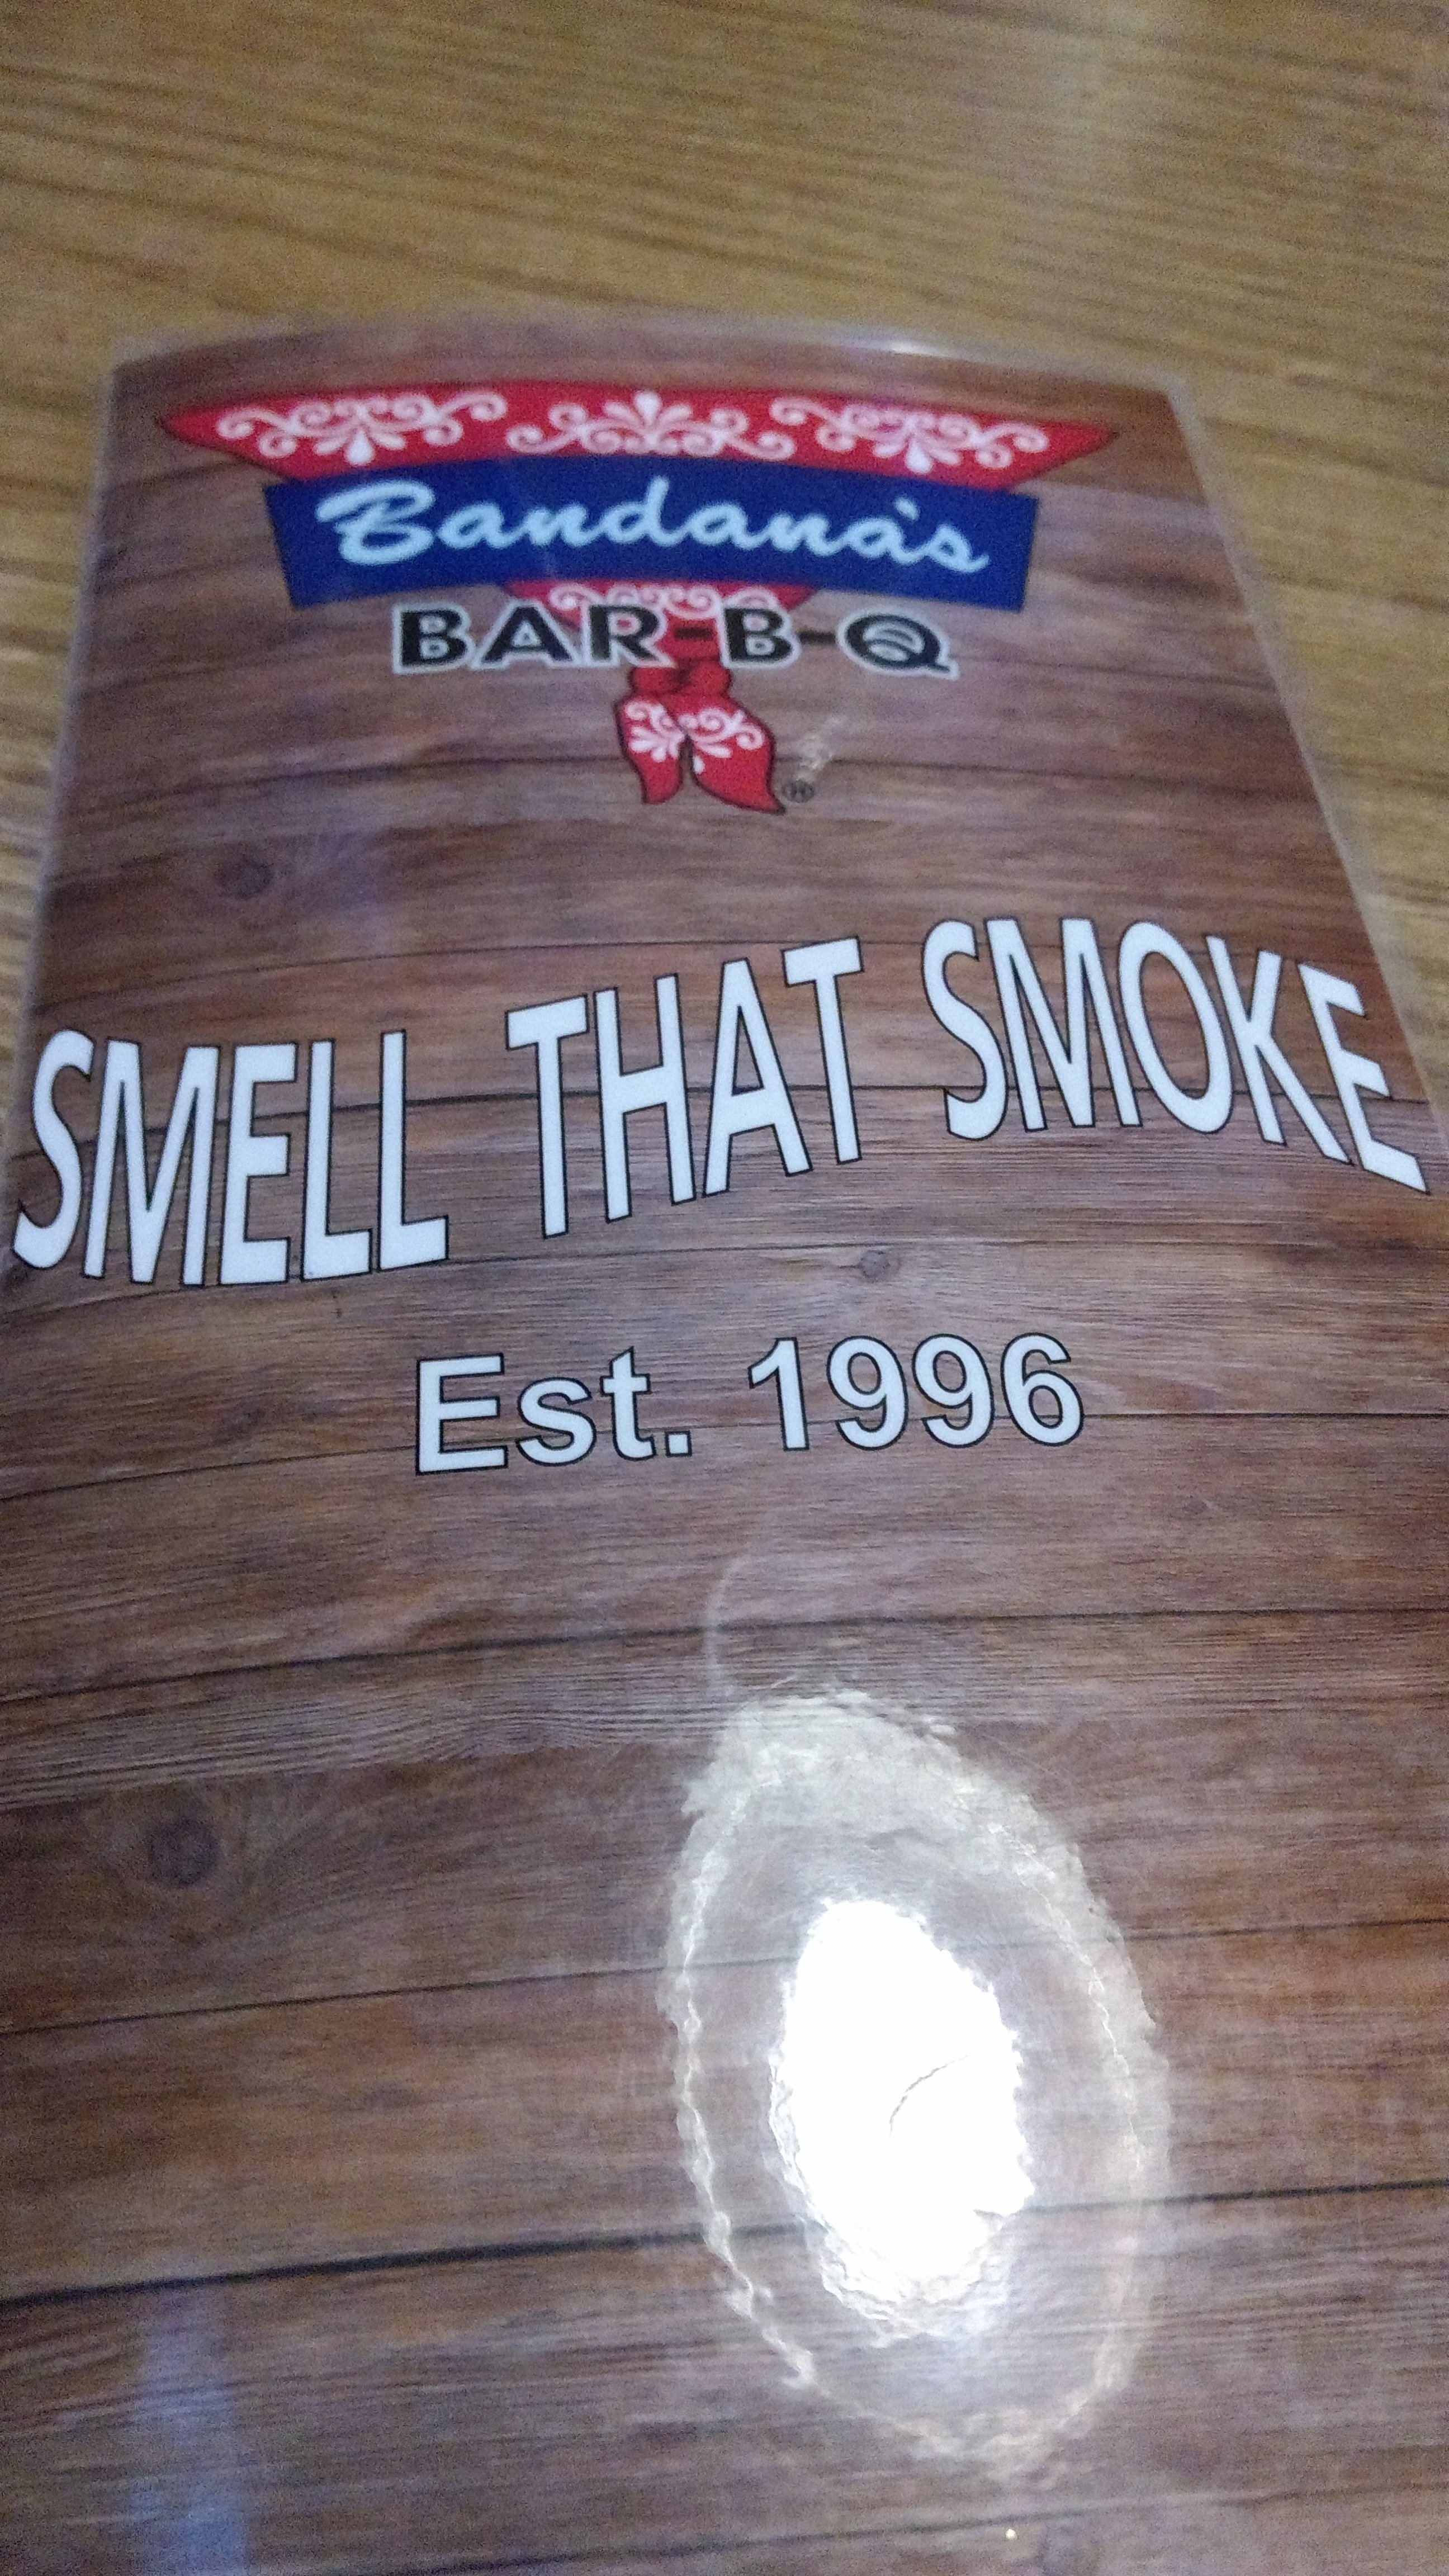 Bandana's
BAR-B-Q
®
SMELL THAT SMOKE
Est. 1996